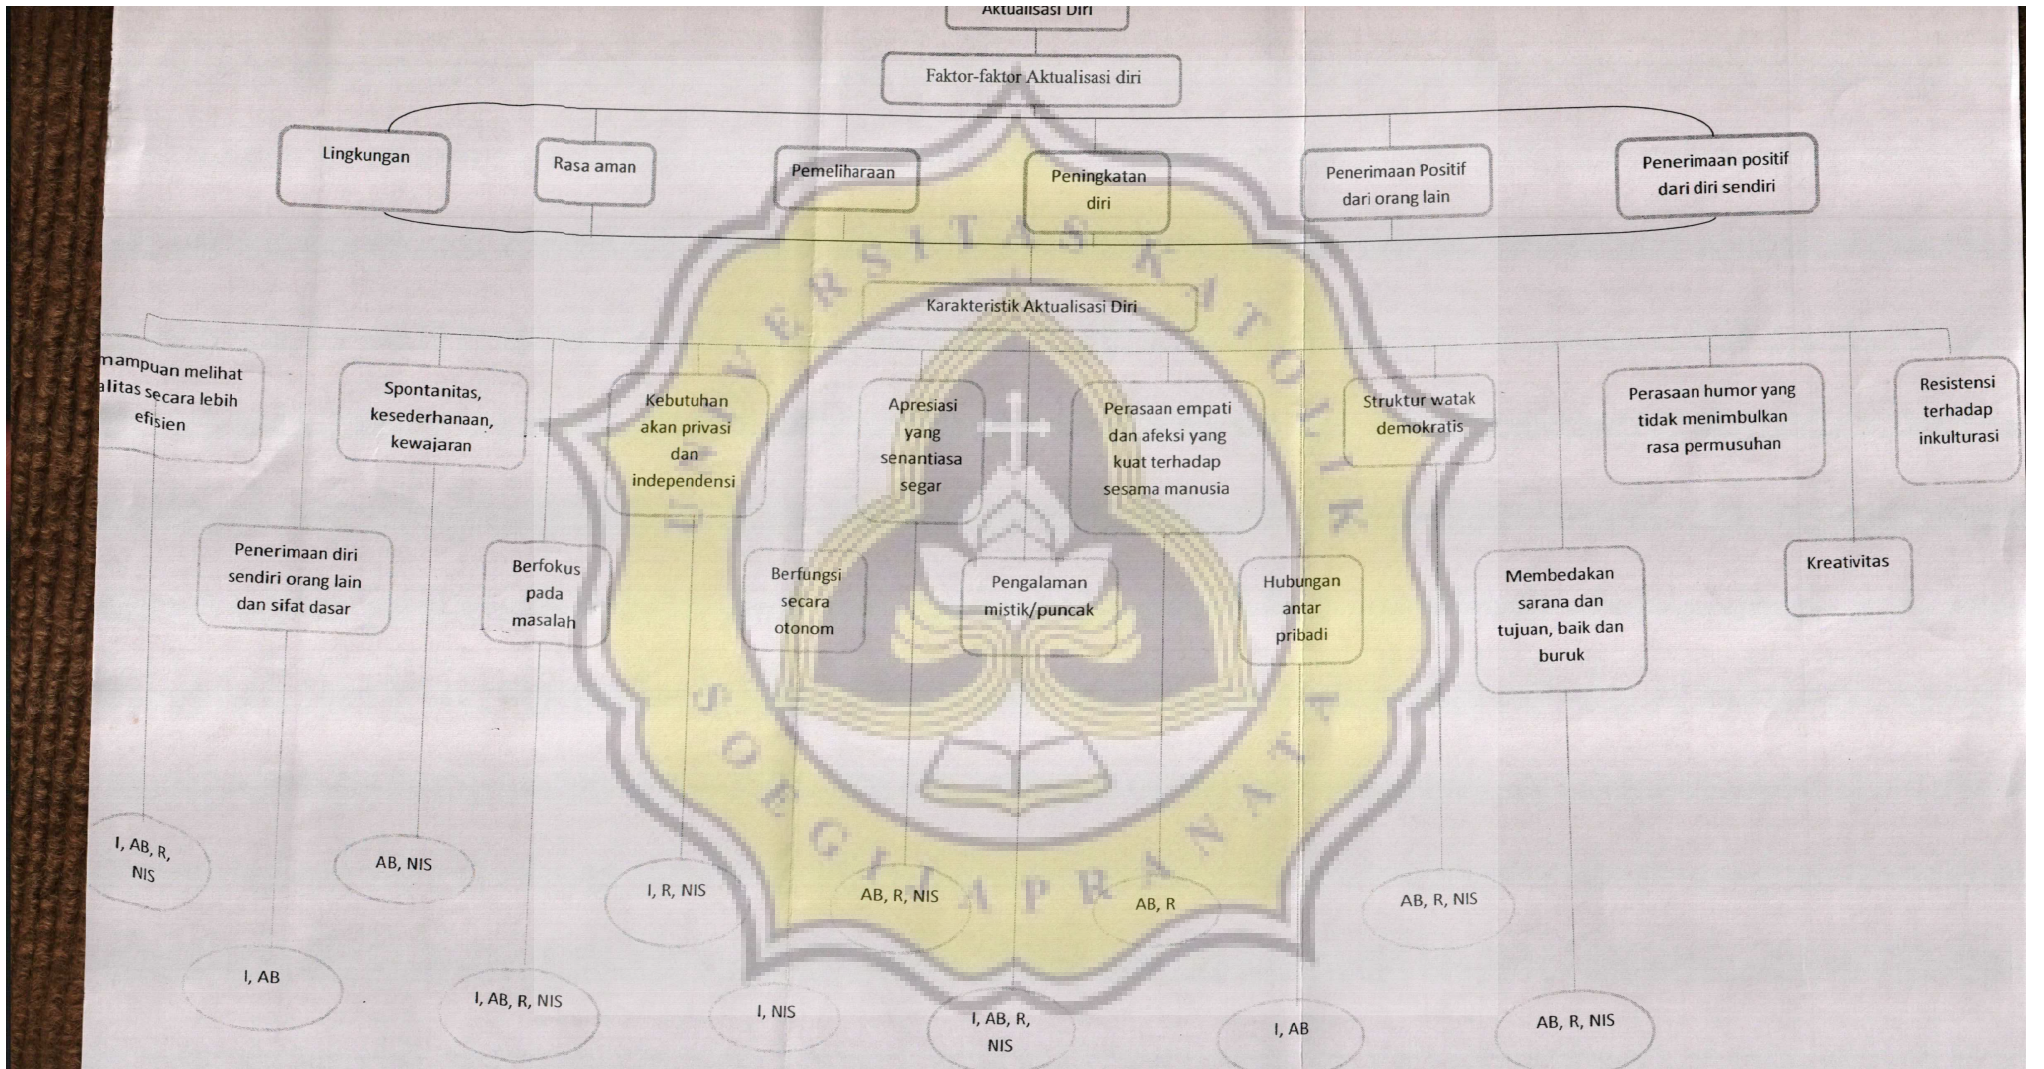 Aktualisasi Diri
Faktor-faktor Aktualisasi diri
Lingkungan
Rasa aman
Pemeliharaan
Peningkatan
diri
Penerimaan Positif
dari orang lain
Penerimaan positif
dari diri sendiri
Karakteristik Aktualisasi Diri
mampuan melihat
alitas secara lebih
efisien
Spontanitas,
kesederhanaan,
kewajaran
Kebutuhan
akan privasi
dan
independensi
Apresiasi
yang
senantiasa
segar
Perasaan empati
dan afeksi yang
kuat terhadap
sesama manusia
Struktur watak
demokratis
Perasaan humor yang
tidak menimbulkan
rasa permusuhan
Resistensi
terhadap
inkulturasi
Penerimaan diri
sendiri orang lain
dan sifat dasar
Berfokus
pada
masalah
Berfungsi
secara
otonom
Pengalaman
mistik/puncak
Hubungan
antar
pribadi
Membedakan
sarana dan
tujuan, baik dan
buruk
Kreativitas
I, AB, R,
NIS
AB, NIS
I, R, NIS
AB, R, NIS
AB, R
AB, R, NIS
I, AB
I, AB, R, NIS
I, NIS
I, AB, R,
NIS
I, AB
AB, R, NIS
UNIVERSITAS KATOLIK
SOEGIJAPRANATA